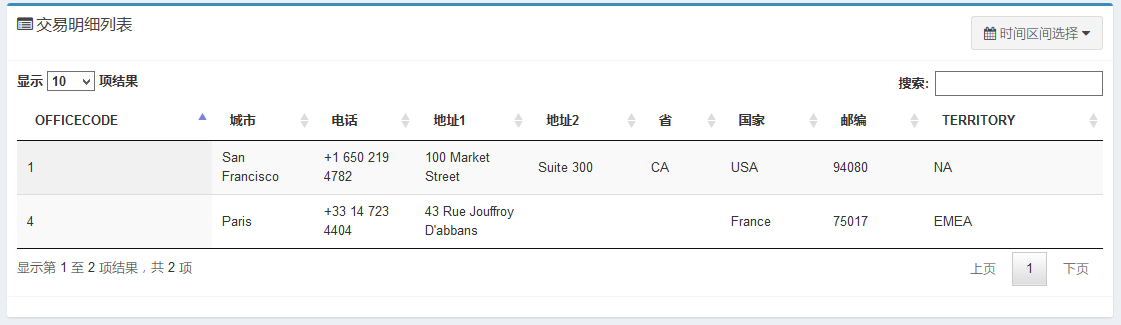 交易明细列表
时间区间选择
显示 10 项结果
搜索:
OFFICECODE 城市 电话 地址1 地址2 省 国家 邮编 TERRITORY
1 San Francisco +1 650 219 4782 100 Market Street Suite 300 CA USA 94080 NA
4 Paris +33 14 723 4404 43 Rue Jouffroy D'abbans France 75017 EMEA
显示第 1 至 2 项结果，共 2 项
上页 1 下页